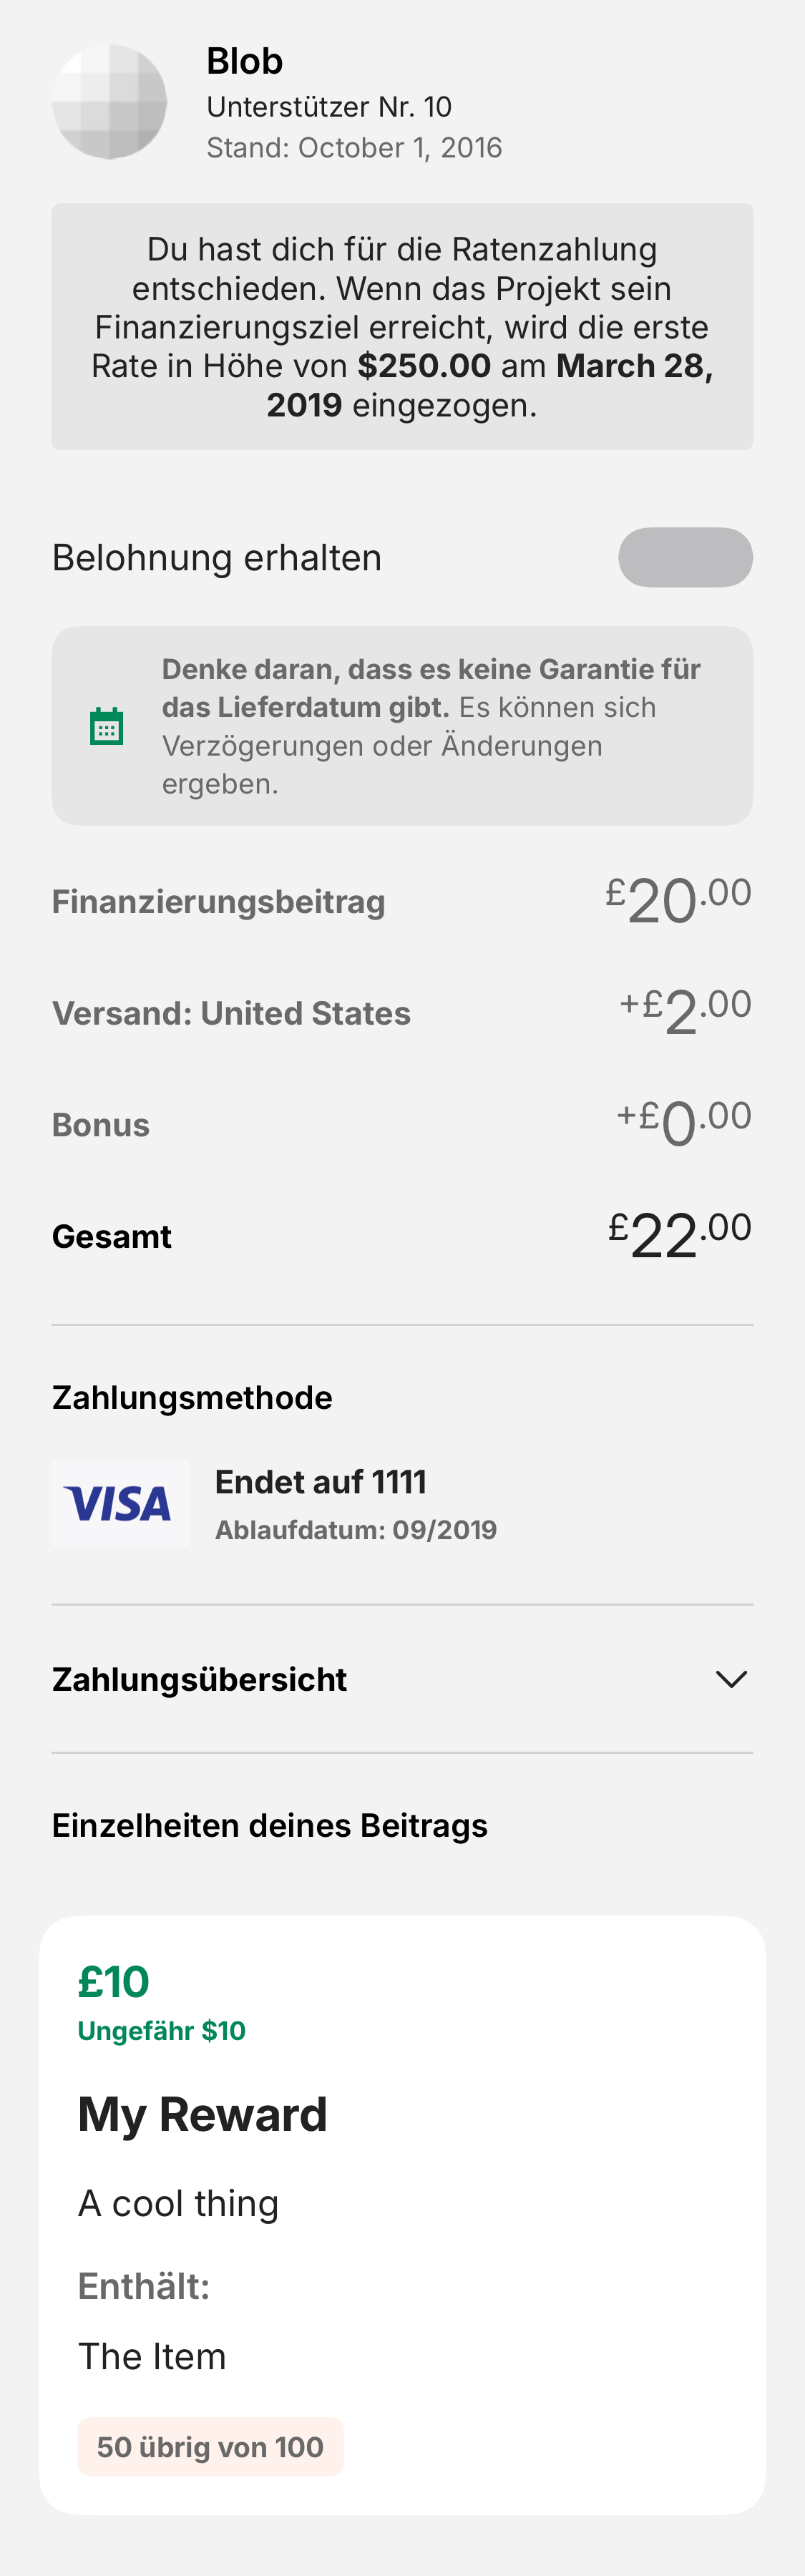 Blob
Unterstützer Nr. 10
Stand: October 1, 2016
Du hast dich für die Ratenzahlung
entschieden. Wenn das Projekt sein
Finanzierungsziel erreicht, wird die erste
Rate in Höhe von $250.00 am March 28,
2019 eingezogen.
Belohnung erhalten
Denke daran, dass es keine Garantie für
das Lieferdatum gibt. Es können sich
Verzögerungen oder Änderungen
ergeben.
Finanzierungsbeitrag £20.00
Versand: United States +£2.00
Bonus +£0.00
Gesamt £22.00
Zahlungsmethode
VISA
Endet auf 1111
Ablaufdatum: 09/2019
Zahlungsübersicht
Einzelheiten deines Beitrags
£10
Ungefähr $10
My Reward
A cool thing
Enthält:
The Item
50 übrig von 100